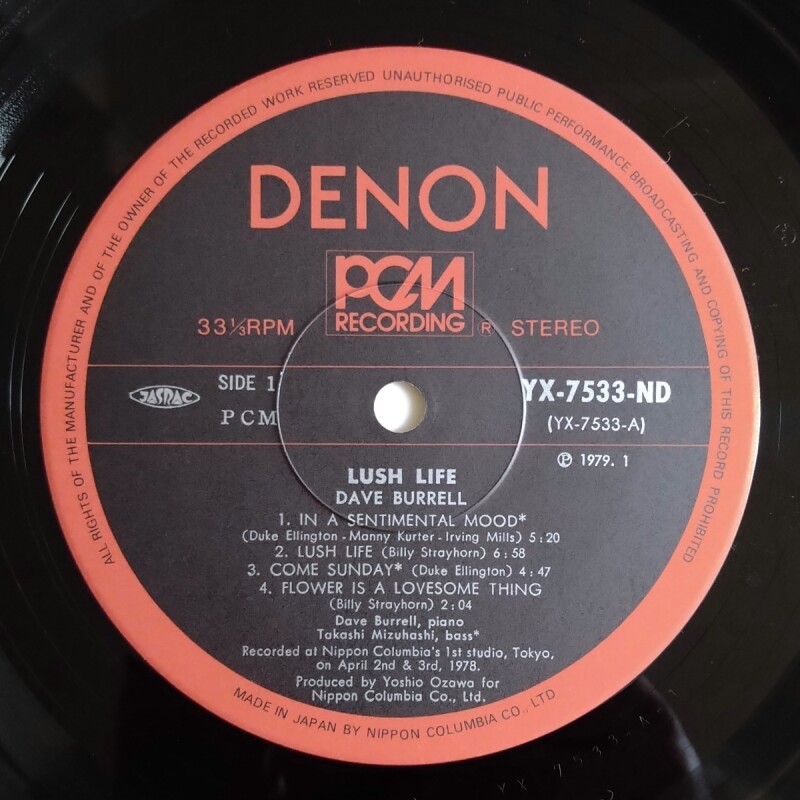 ALL RIGHTS OF THE MANUFACTURER AND OF THE OWNER OF THE RECORDED WORK RESERVED UNAUTHORISED PUBLIC PERFORMANCE BROADCASTING AND COPYING OF THIS RECORD PROHIBITED
DENON
PCM
RECORDING
33⅓RPM
Ⓡ STEREO
JASRAC
SIDE 1
PCM
YX-7533-ND
(YX-7533-A)
Ⓟ 1979. 1
LUSH LIFE
DAVE BURRELL
1. IN A SENTIMENTAL MOOD*
(Duke Ellington - Manny Kurter - Irving Mills) 5:20
2. LUSH LIFE (Billy Strayhorn) 6:58
3. COME SUNDAY* (Duke Ellington) 4:47
4. FLOWER IS A LOVESOME THING
(Billy Strayhorn) 2:04
Dave Burrell, piano
Takashi Mizuhashi, bass*
Recorded at Nippon Columbia's 1st studio, Tokyo,
on April 2nd & 3rd, 1978.
Produced by Yoshio Ozawa for
Nippon Columbia Co., Ltd.
MADE IN JAPAN BY NIPPON COLUMBIA CO., LTD
YX-7533-A